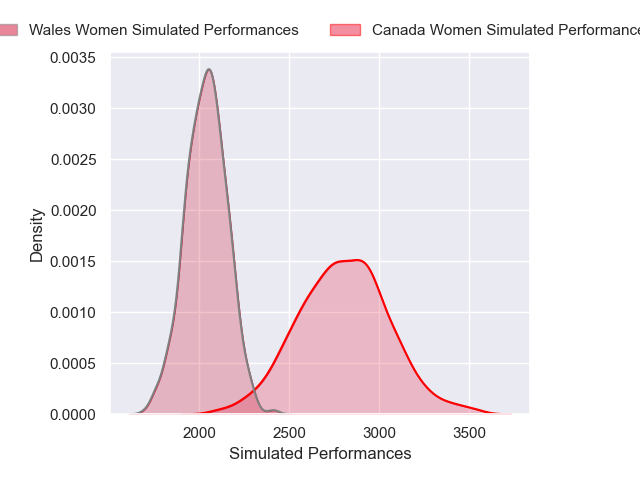 Wales Women Simulated Performances
Canada Women Simulated Performance
0.0035
0.0030
0.0025
0.0020
0.0015
0.0010
0.0005
0.0000
Density
2000 2500 3000 3500
Simulated Performances